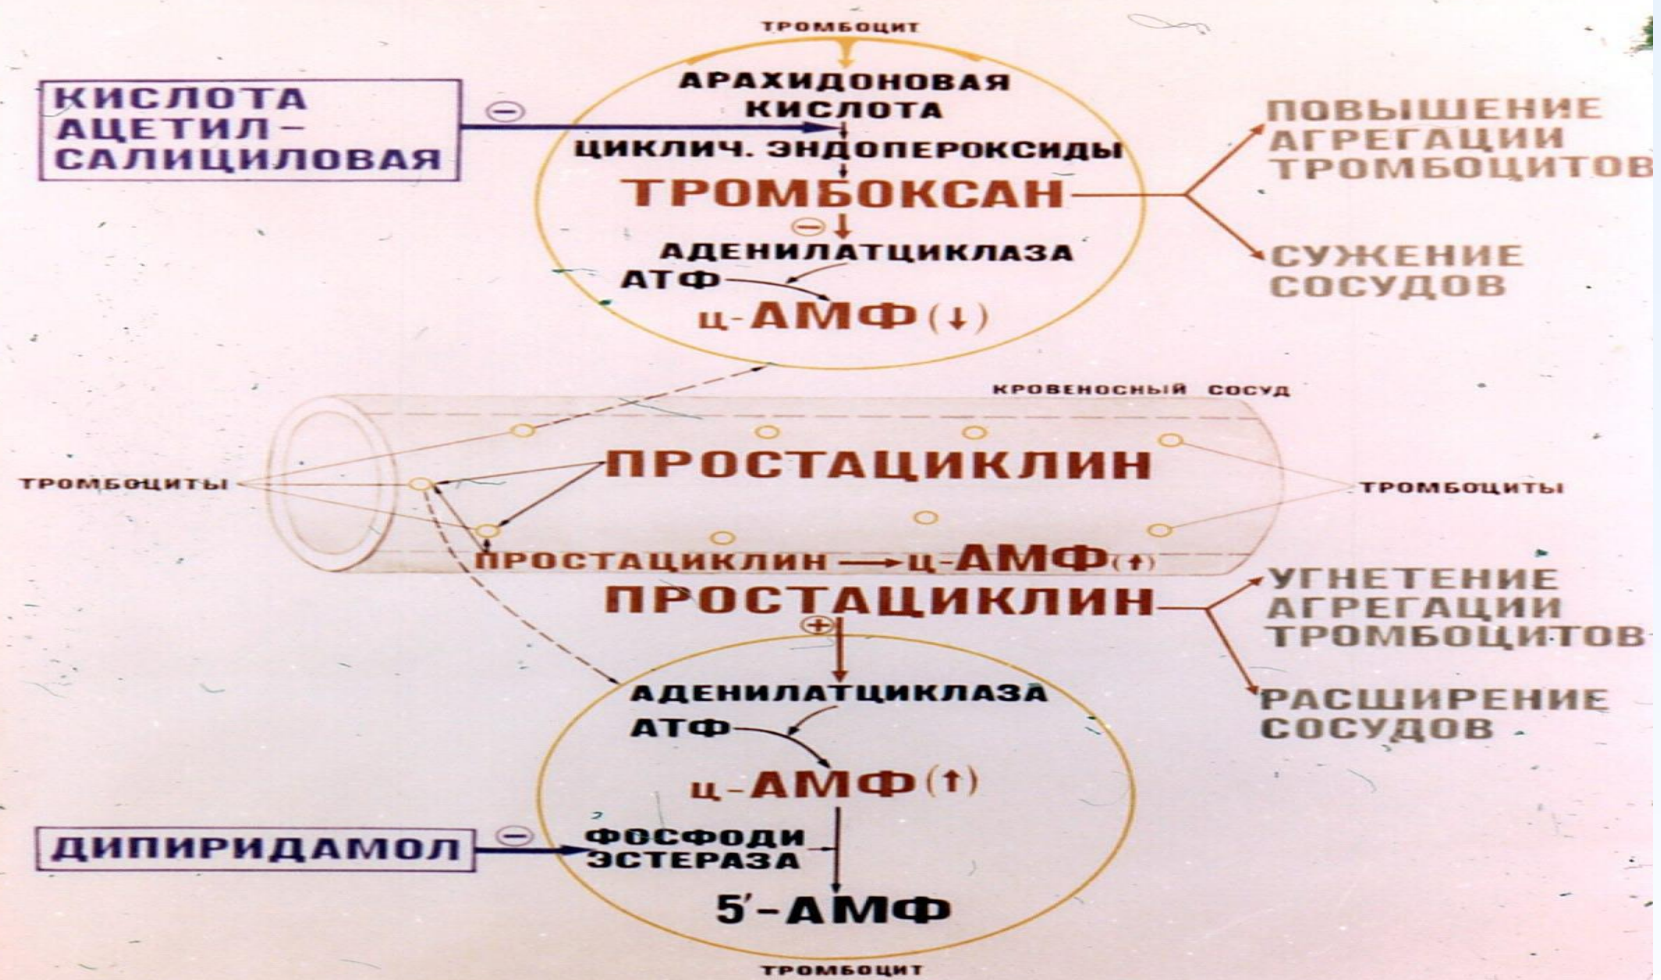 ТРОМБОЦИТ
АРАХИДОНОВАЯ
КИСЛОТА
КИСЛОТА
АЦЕТИЛ-
САЛИЦИЛОВАЯ
ЦИКЛИЧ. ЭНДОПЕРОКСИДЫ
ТРОМБОКСАН
ПОВЫШЕНИЕ
АГРЕГАЦИИ
ТРОМБОЦИТОВ
СУЖЕНИЕ
СОСУДОВ
АДЕНИЛАТЦИКЛАЗА
АТФ
ц-АМФ (↓)
КРОВЕНОСНЫЙ СОСУД
ПРОСТАЦИКЛИН
ТРОМБОЦИТЫ
ТРОМБОЦИТЫ
ПРОСТАЦИКЛИН → ц-АМФ (↑)
ПРОСТАЦИКЛИН
УГНЕТЕНИЕ
АГРЕГАЦИИ
ТРОМБОЦИТОВ
РАСШИРЕНИЕ
СОСУДОВ
АДЕНИЛАТЦИКЛАЗА
АТФ
ц-АМФ (↑)
ДИПИРИДАМОЛ
ФОСФОДИ
ЭСТЕРАЗА
5′-АМФ
ТРОМБОЦИТ